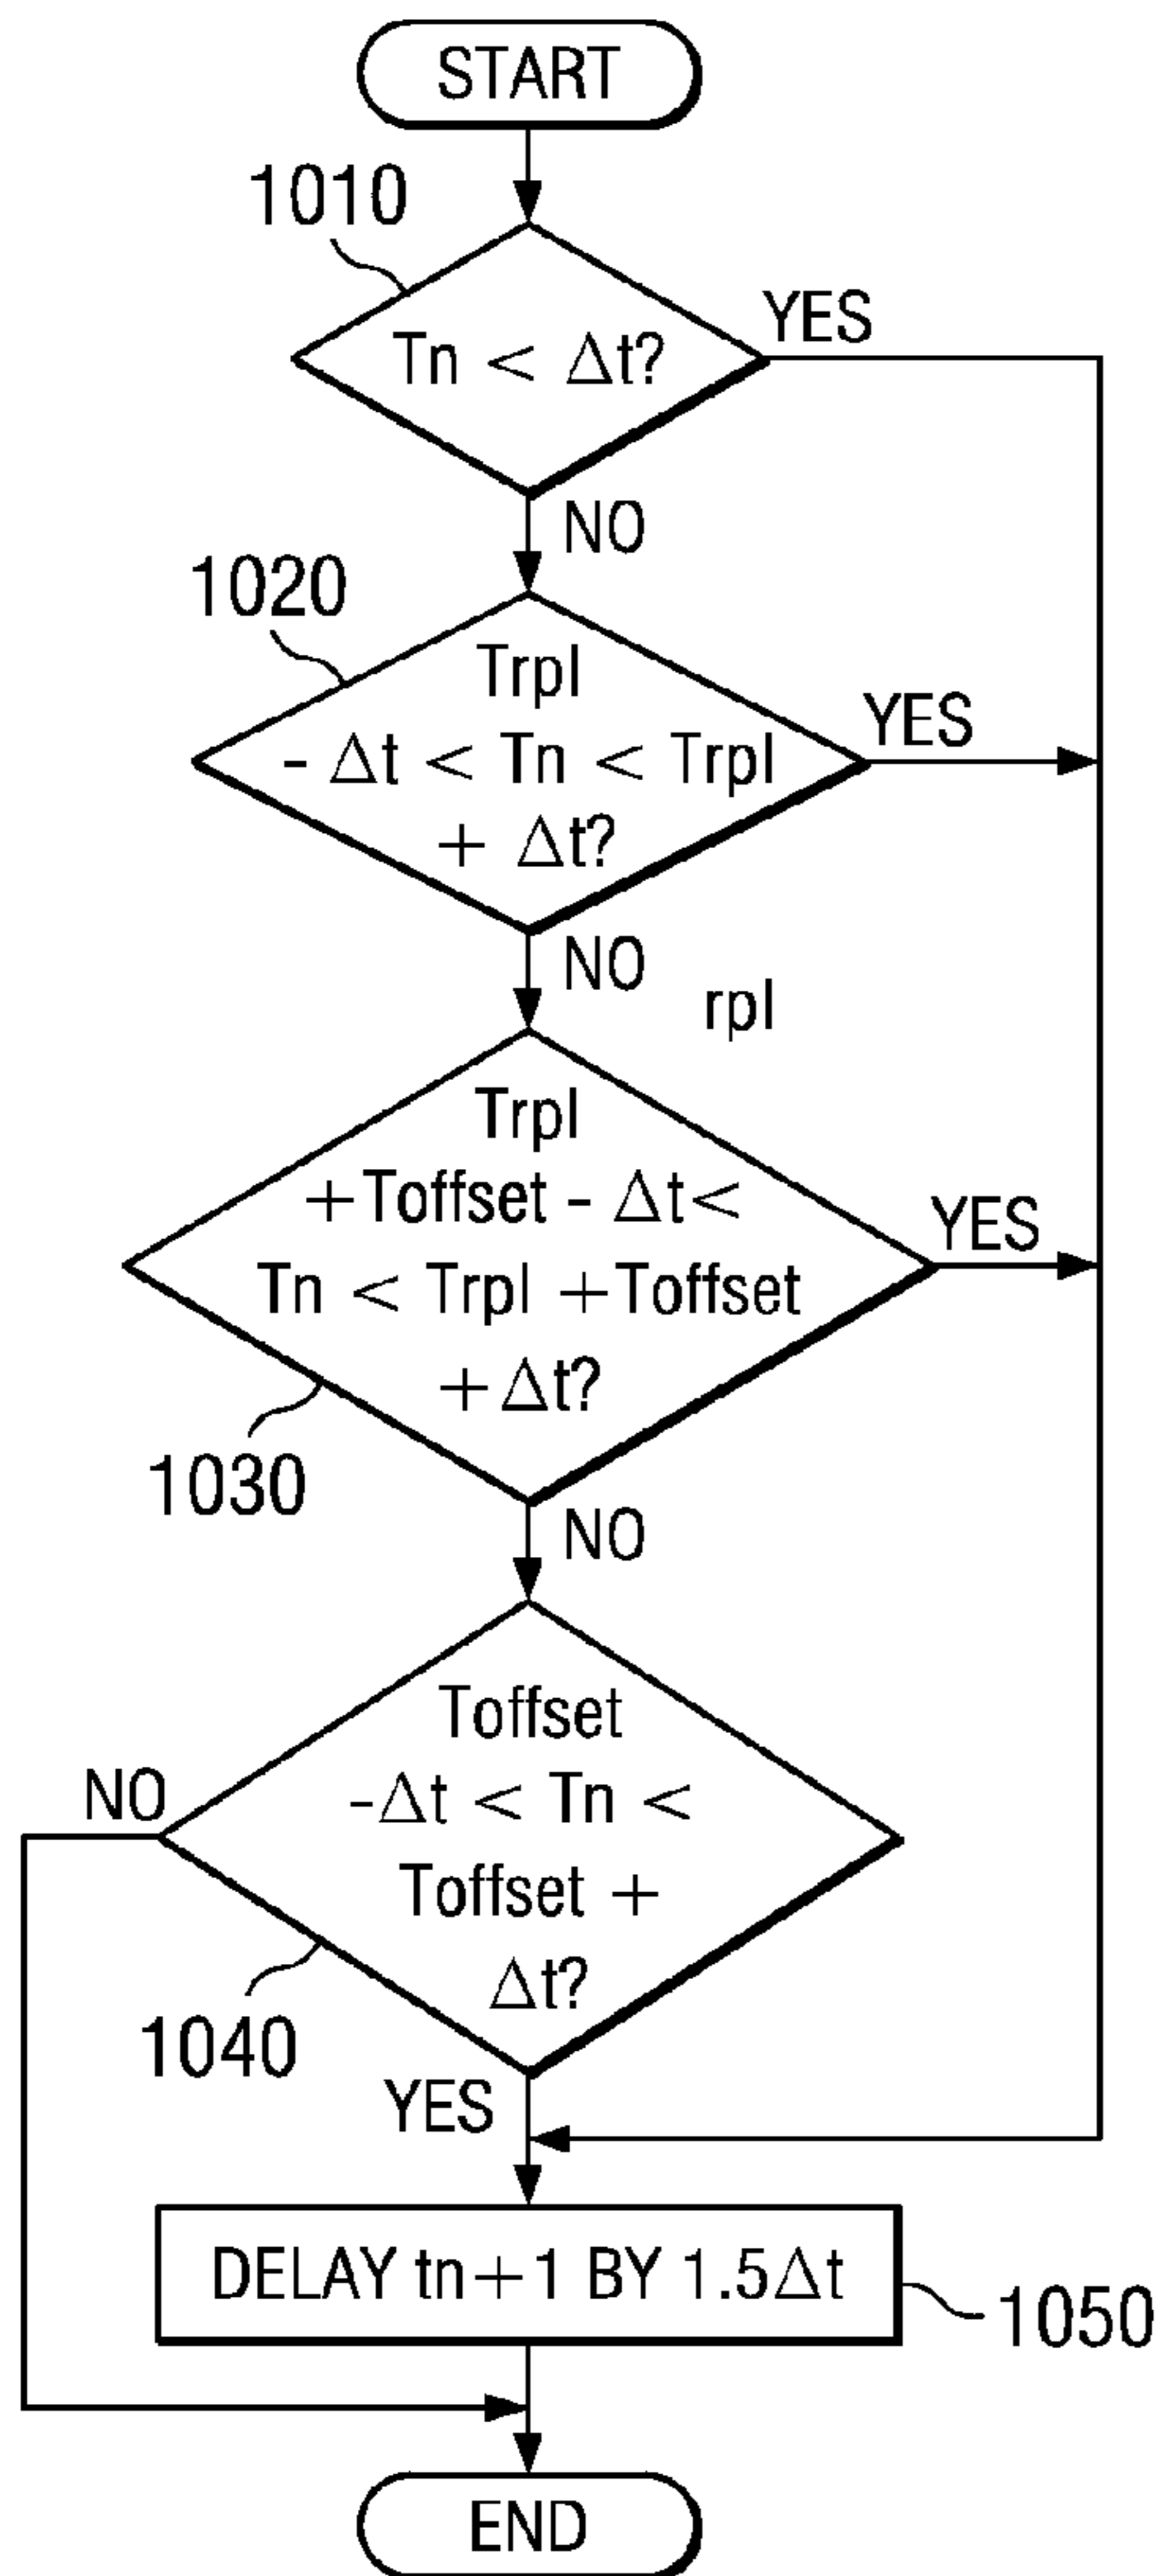 START
1010
YES
Tn < Δt?
NO
1020
Trpl
YES
- Δt < Tn < Trpl
+ Δt?
NO
rpl
Trpl
+Toffset - Δt<
YES
Tn < Trpl +Toffset
+Δt?
1030
NO
Toffset
NO
-Δt < Tn <
Toffset +
Δt?
1040
YES
DELAY tn+1 BY 1.5Δt
1050
END